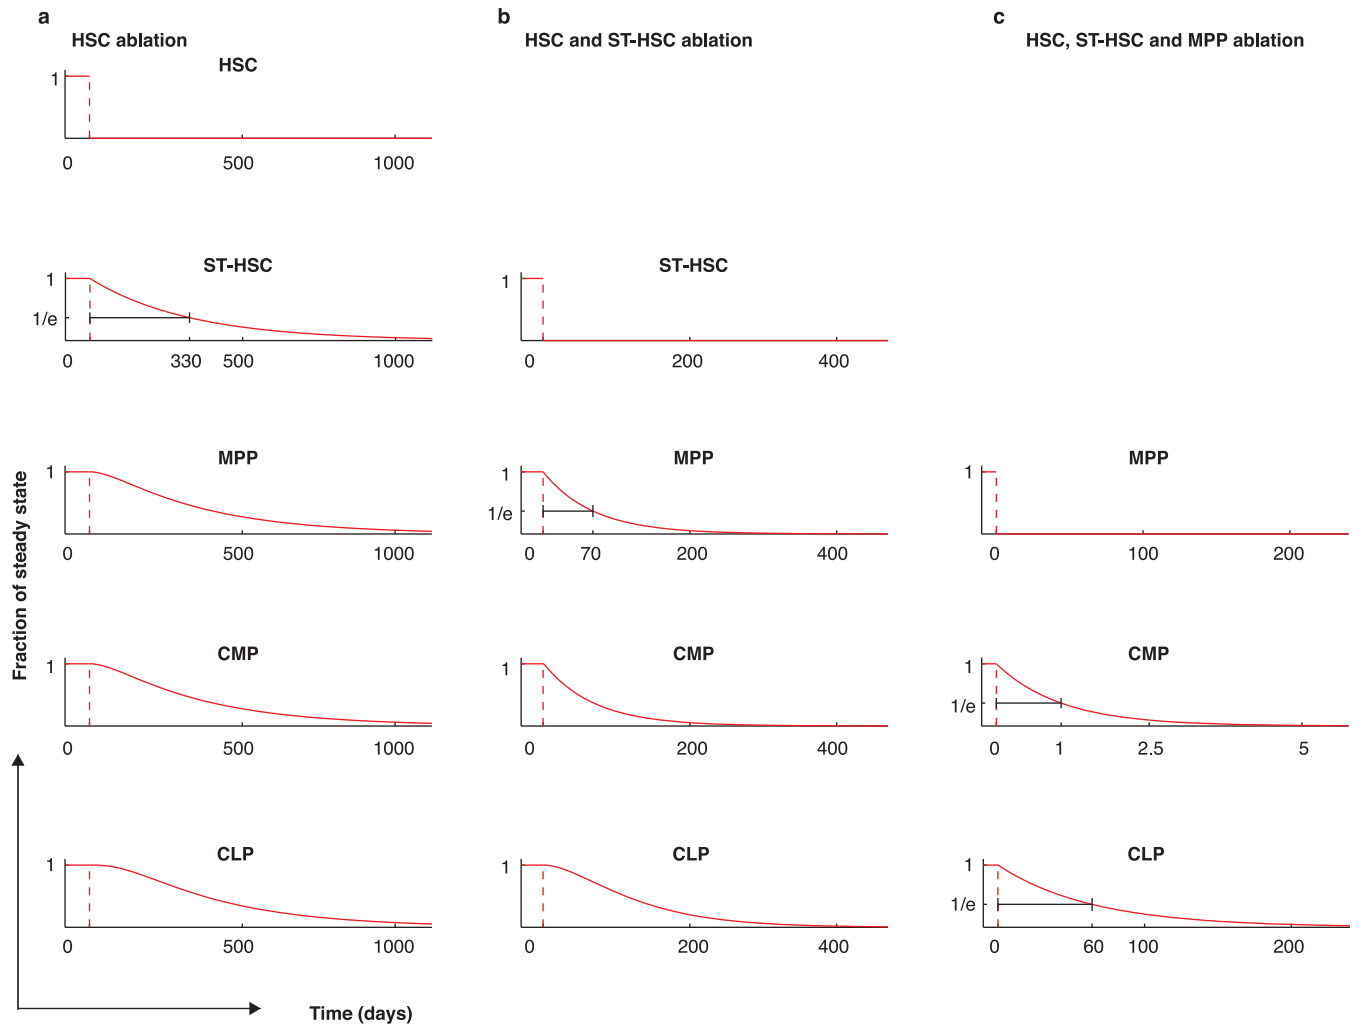 a
HSC ablation
HSC
1
0 500 1000
ST-HSC
1
1/e
0 330 500 1000
MPP
1
0 500 1000
CMP
1
0 500 1000
CLP
1
0 500 1000
b
HSC and ST-HSC ablation
ST-HSC
1
0 200 400
MPP
1
1/e
0 70 200 400
CMP
1
0 200 400
CLP
1
0 200 400
c
HSC, ST-HSC and MPP ablation
MPP
1
0 100 200
CMP
1
1/e
0 1 2.5 5
CLP
1
1/e
0 60 100 200
Fraction of steady state
Time (days)